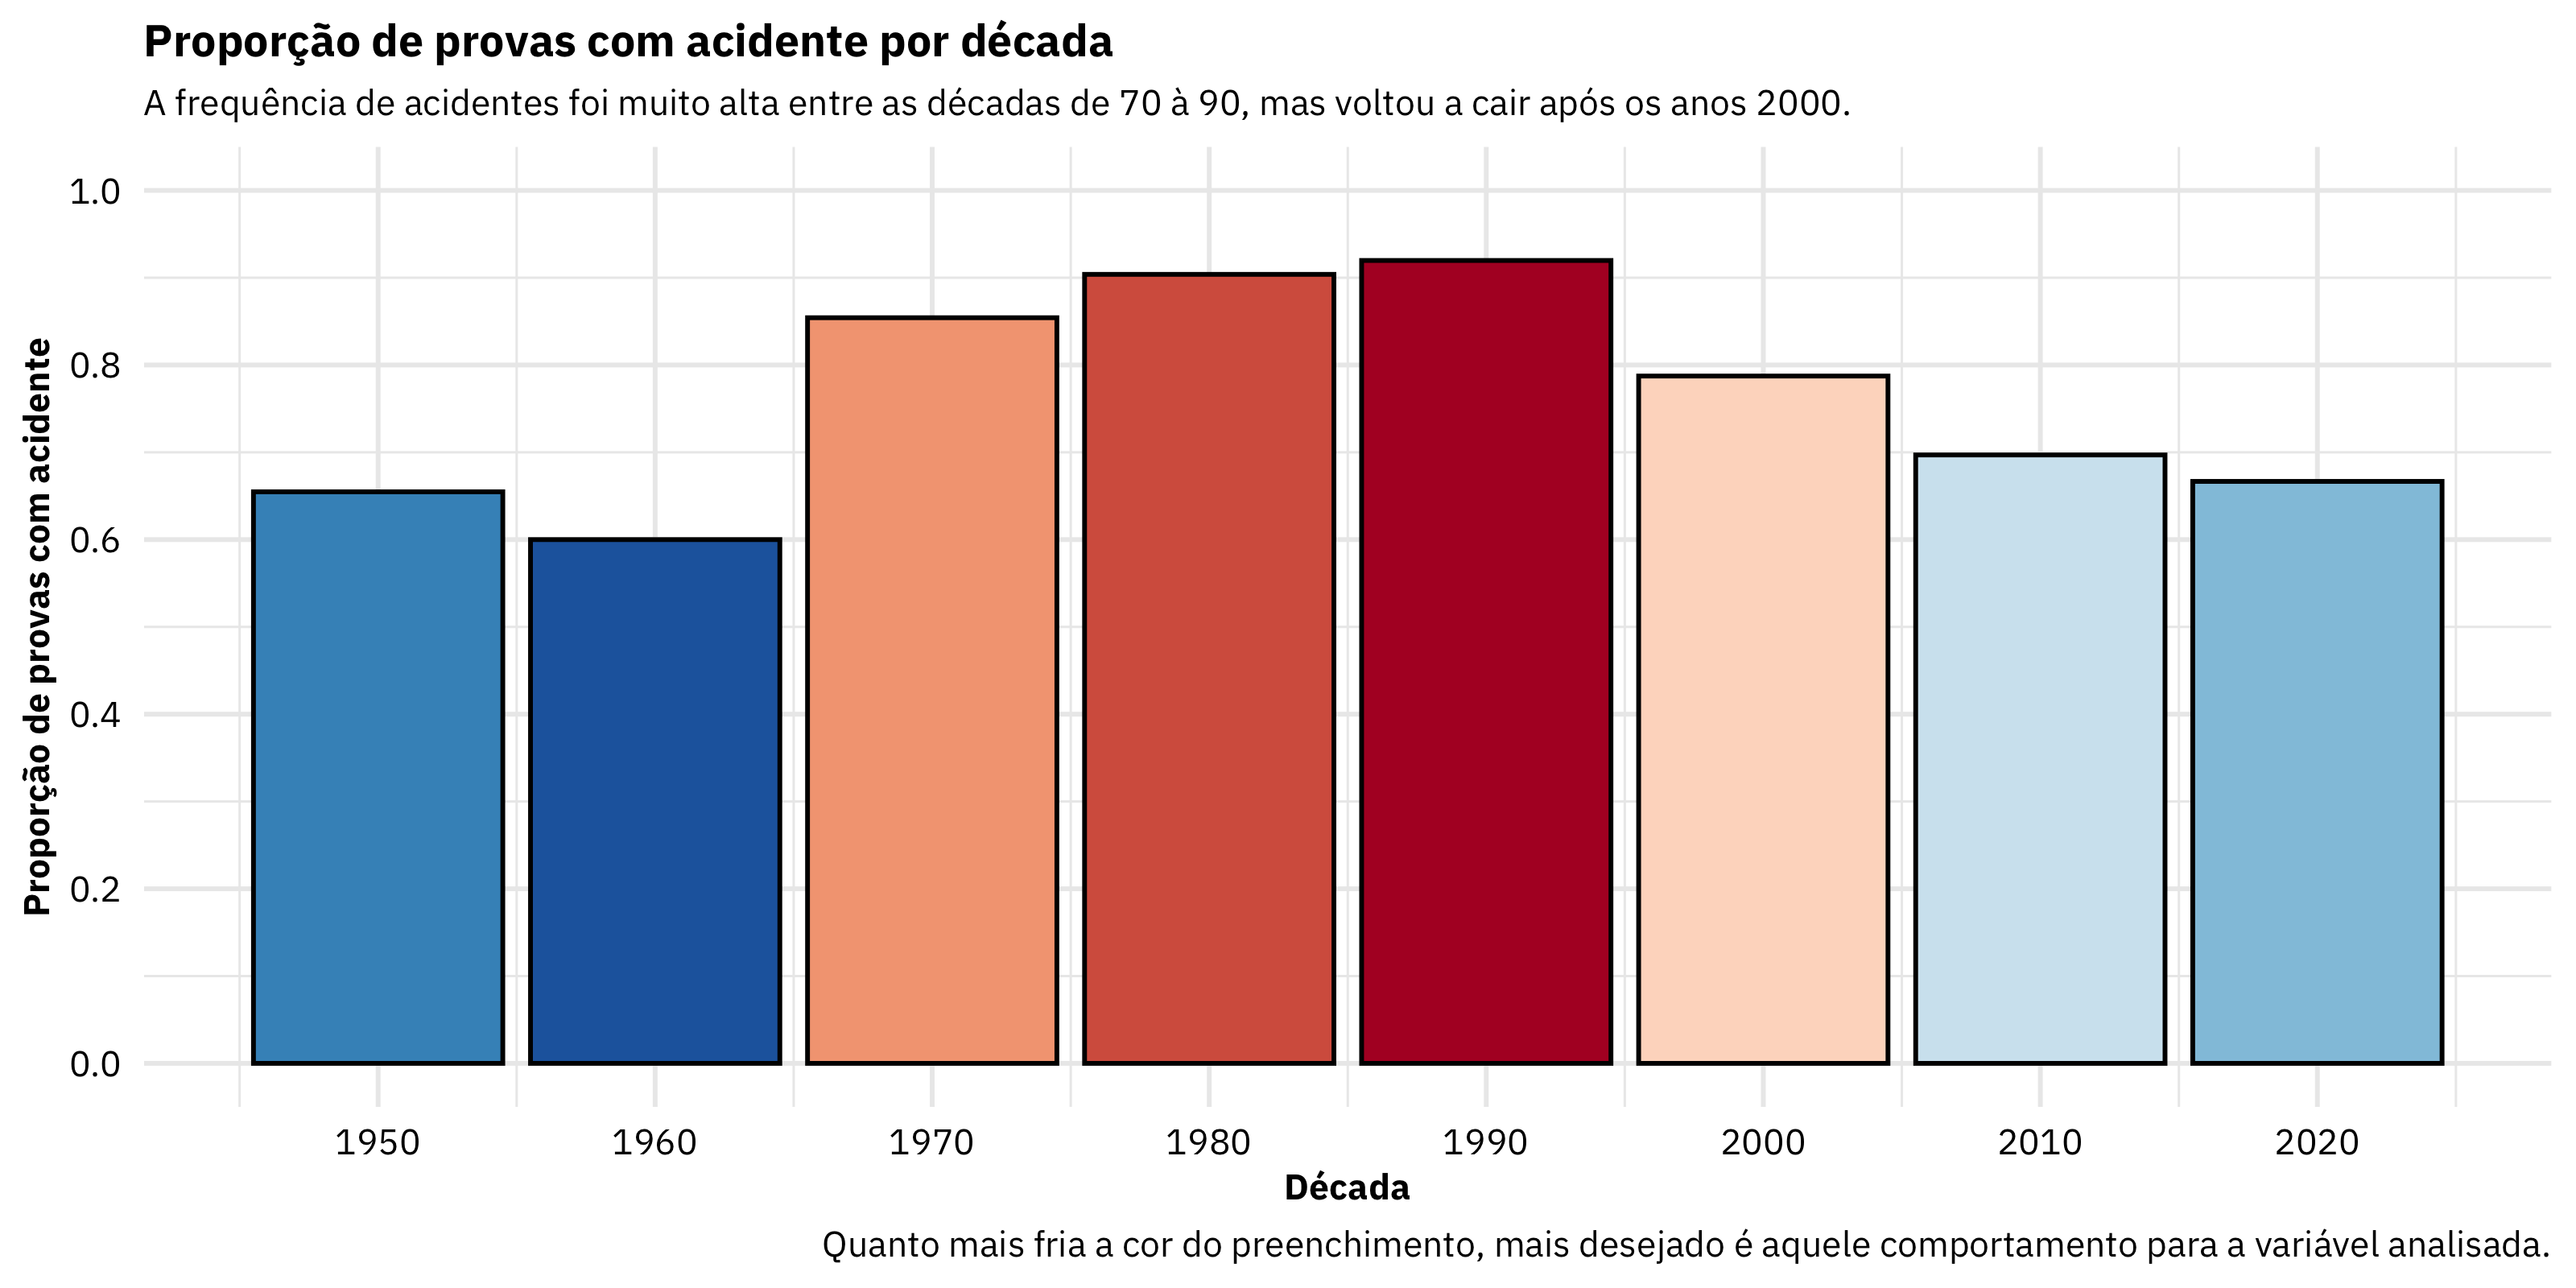 Proporção de provas com acidente por década
A frequência de acidentes foi muito alta entre as décadas de 70 à 90, mas voltou a cair após os anos 2000.
Proporção de provas com acidente
1.0
0.8
0.6
0.4
0.2
0.0
1950 1960 1970 1980 1990 2000 2010 2020
Década
Quanto mais fria a cor do preenchimento, mais desejado é aquele comportamento para a variável analisada.